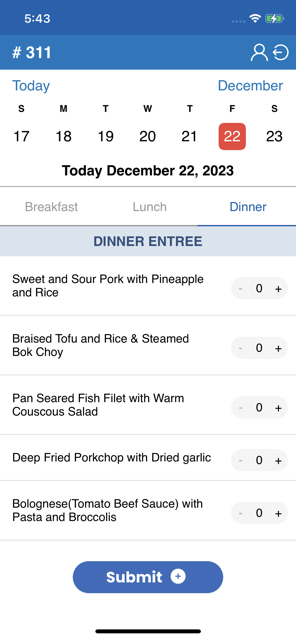 5:43
# 311
Today December
S M T W T F S
17 18 19 20 21 22 23
Today December 22, 2023
Breakfast Lunch Dinner
DINNER ENTREE
Sweet and Sour Pork with Pineapple
and Rice
- 0 +
Braised Tofu and Rice & Steamed
Bok Choy
- 0 +
Pan Seared Fish Filet with Warm
Couscous Salad
- 0 +
Deep Fried Porkchop with Dried garlic
- 0 +
Bolognese(Tomato Beef Sauce) with
Pasta and Broccolis
- 0 +
Submit +